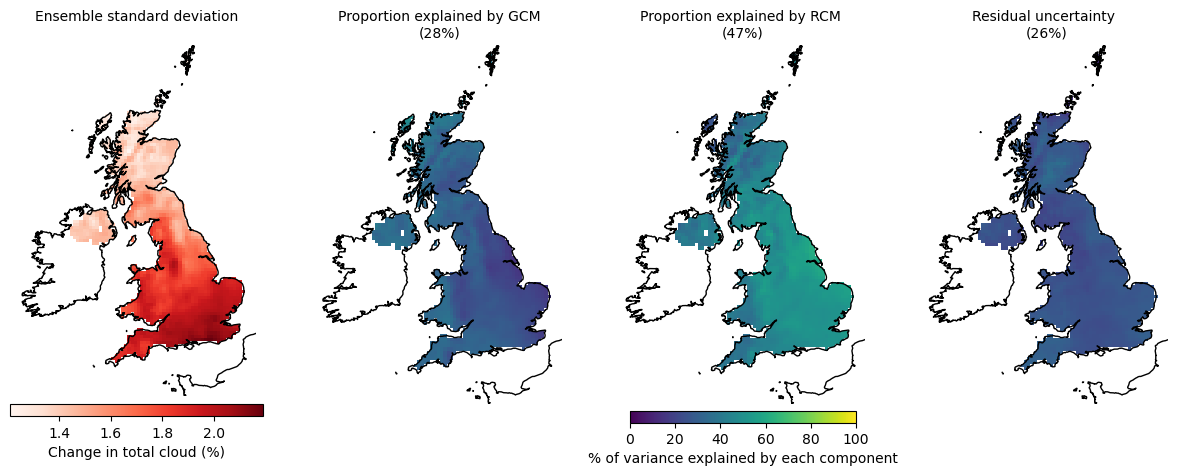 Ensemble standard deviation
Proportion explained by GCM
(28%)
Proportion explained by RCM
(47%)
Residual uncertainty
(26%)
1.4 1.6 1.8 2.0
Change in total cloud (%)
0 20 40 60 80 100
% of variance explained by each component